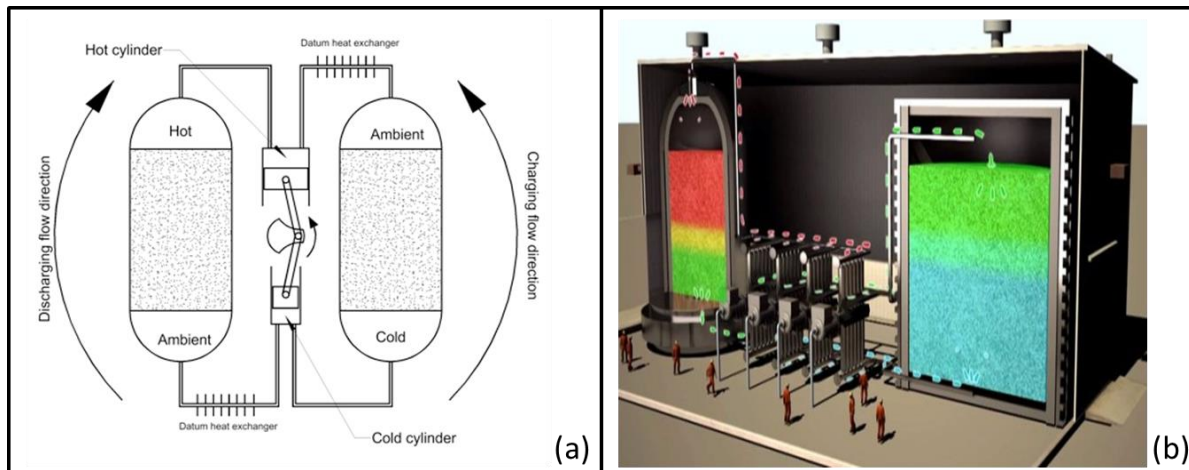 Hot cylinder
Datum heat exchanger
Hot
Ambient
Discharging flow direction
Charging flow direction
Ambient
Cold
Datum heat exchanger
Cold cylinder
(a)
(b)